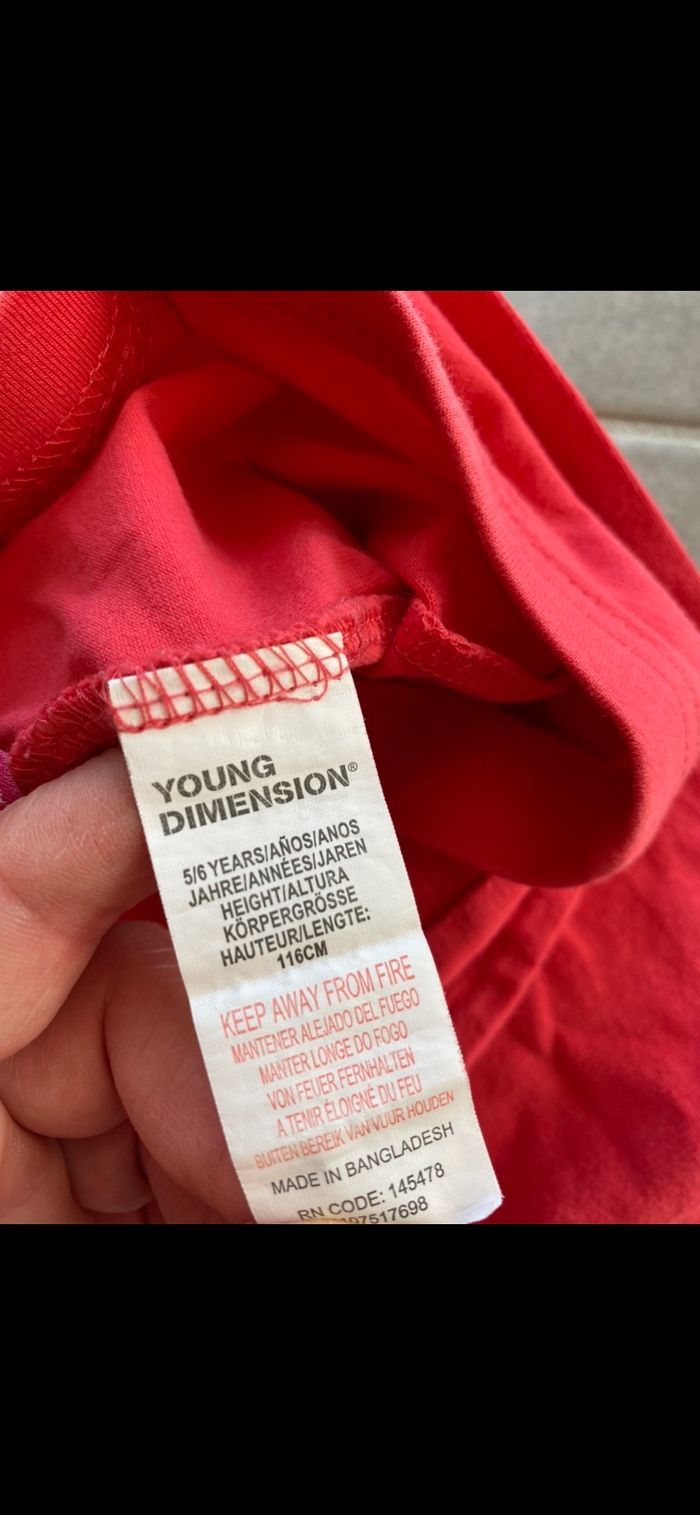 YOUNG
DIMENSION®
5/6 YEARS/AÑOS/ANOS
JAHRE/ANNÉES/JAREN
HEIGHT/ALTURA
KÖRPERGRÖSSE
HAUTEUR/LENGTE:
116CM
KEEP AWAY FROM FIRE
MANTENER ALEJADO DEL FUEGO
MANTER LONGE DO FOGO
VON FEUER FERNHALTEN
A TENIR ÉLOIGNÉ DU FEU
BUITEN BEREIK VAN VUUR HOUDEN
MADE IN BANGLADESH
RN CODE: 145478